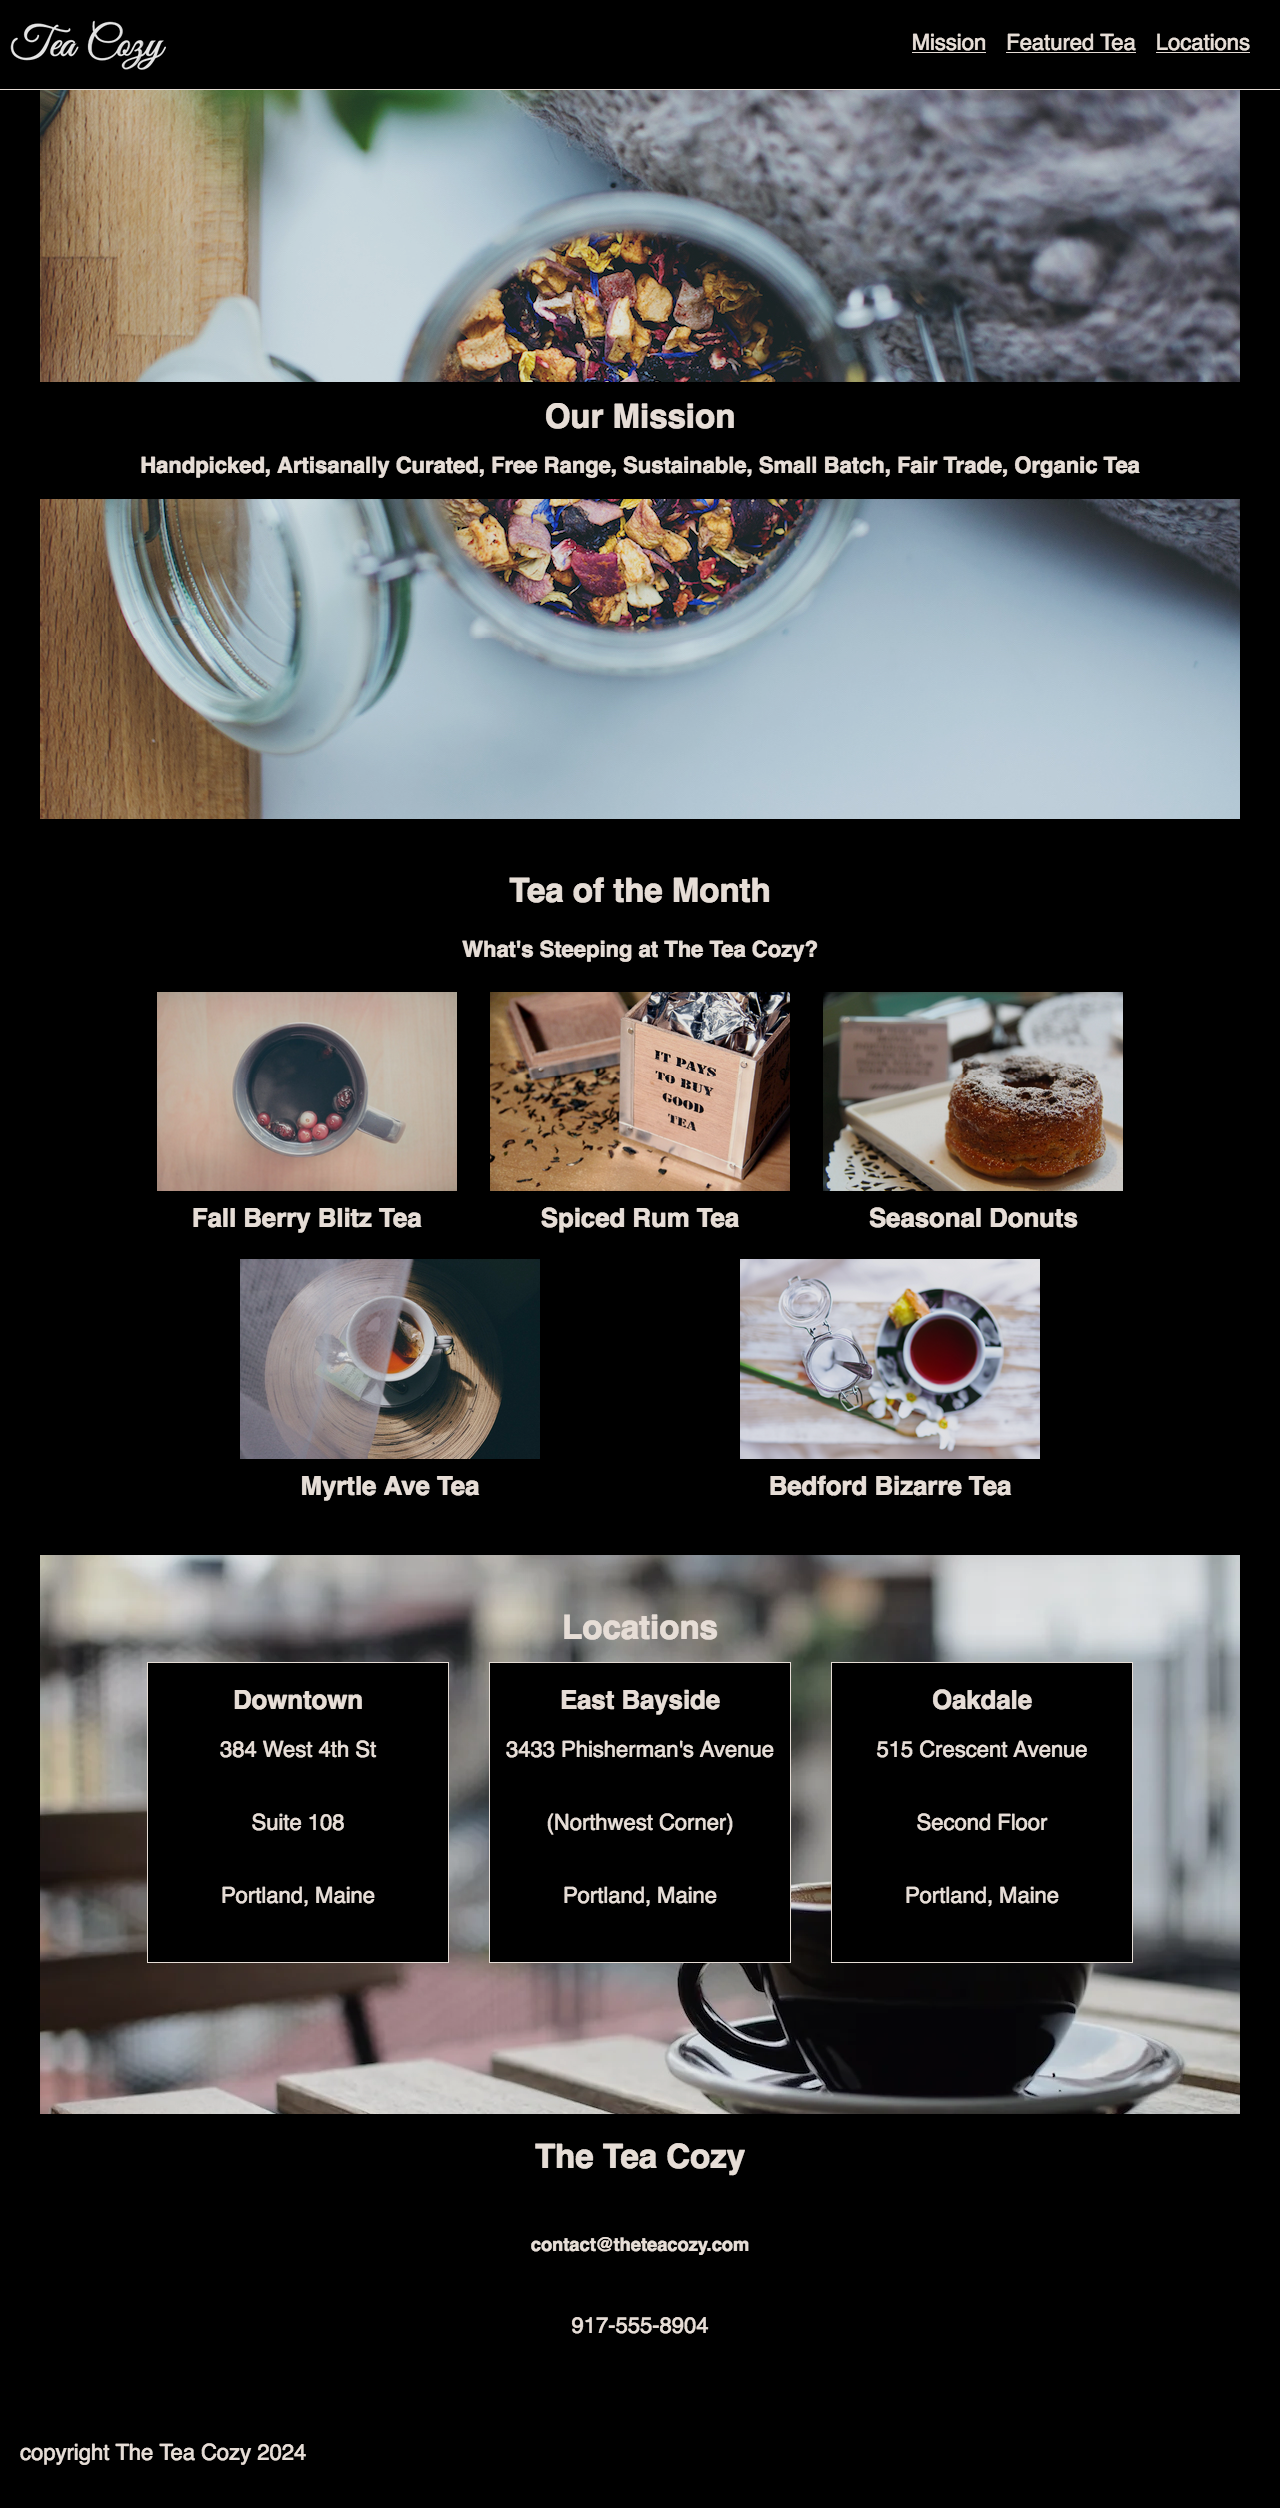 Tea Cozy
Mission Featured Tea Locations
Our Mission
Handpicked, Artisanally Curated, Free Range, Sustainable, Small Batch, Fair Trade, Organic Tea
Tea of the Month
What's Steeping at The Tea Cozy?
IT PAYS
TO BUY
GOOD
TEA
Fall Berry Blitz Tea
Spiced Rum Tea
Seasonal Donuts
Myrtle Ave Tea
Bedford Bizarre Tea
Locations
Downtown
384 West 4th St
Suite 108
Portland, Maine
East Bayside
3433 Phisherman's Avenue
(Northwest Corner)
Portland, Maine
Oakdale
515 Crescent Avenue
Second Floor
Portland, Maine
The Tea Cozy
contact@theteacozy.com
917-555-8904
copyright The Tea Cozy 2024